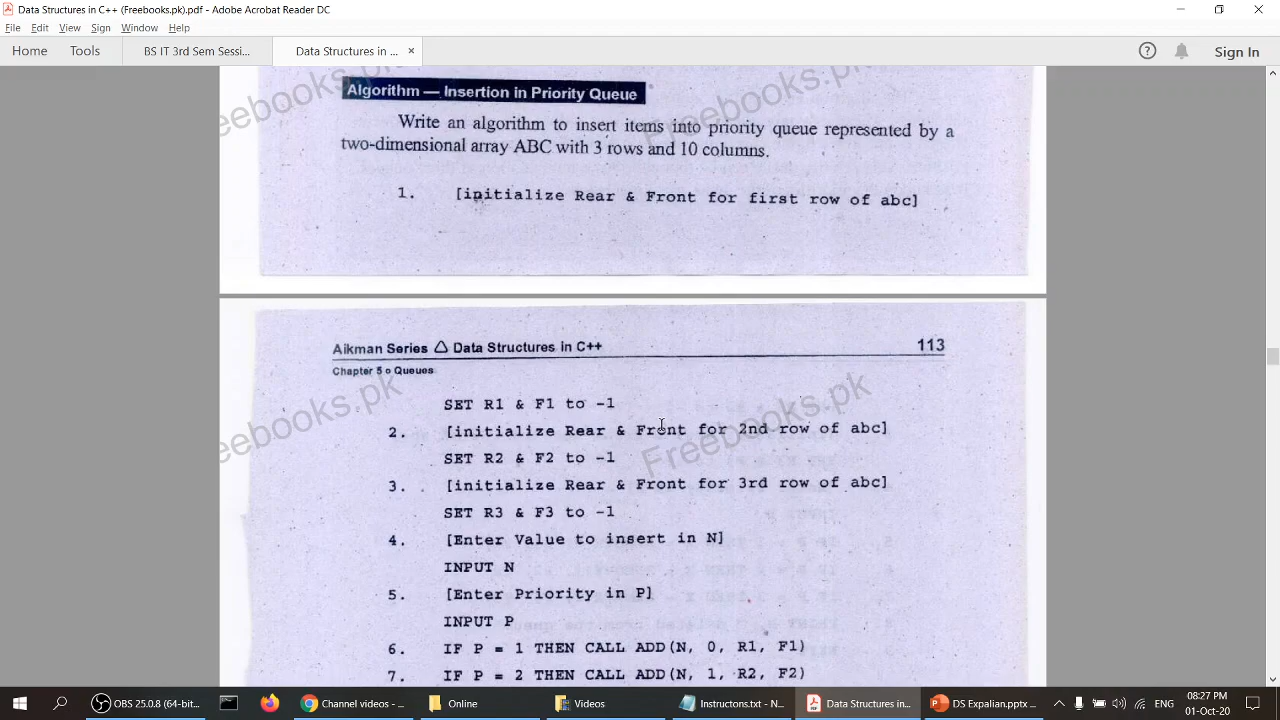 Data Structures in C++ (Freebooks.pk).pdf - Adobe Acrobat Reader DC
File Edit View Sign Window Help
Home Tools BS IT 3rd Sem Sessi... Data Structures in ... × Sign In
Algorithm — Insertion in Priority Queue
Write an algorithm to insert items into priority queue represented by a
two-dimensional array ABC with 3 rows and 10 columns.
1. [initialize Rear & Front for first row of abc]
Aikman Series △ Data Structures in C++ 113
Chapter 5 o Queues
SET R1 & F1 to -1
2. [initialize Rear & Front for 2nd row of abc]
SET R2 & F2 to -1
3. [initialize Rear & Front for 3rd row of abc]
SET R3 & F3 to -1
4. [Enter Value to insert in N]
INPUT N
5. [Enter Priority in P]
INPUT P
6. IF P = 1 THEN CALL ADD(N, 0, R1, F1)
7. IF P = 2 THEN CALL ADD(N, 1, R2, F2)
Freebooks.pk
Freebooks.pk
Freebooks.pk
Freebooks.pk
OBS 25.0.8 (64-bit... Channel videos - ... Online Videos Instructons.txt - N... Data Structures in... DS Expalian.pptx - ... 08:27 PM
01-Oct-20